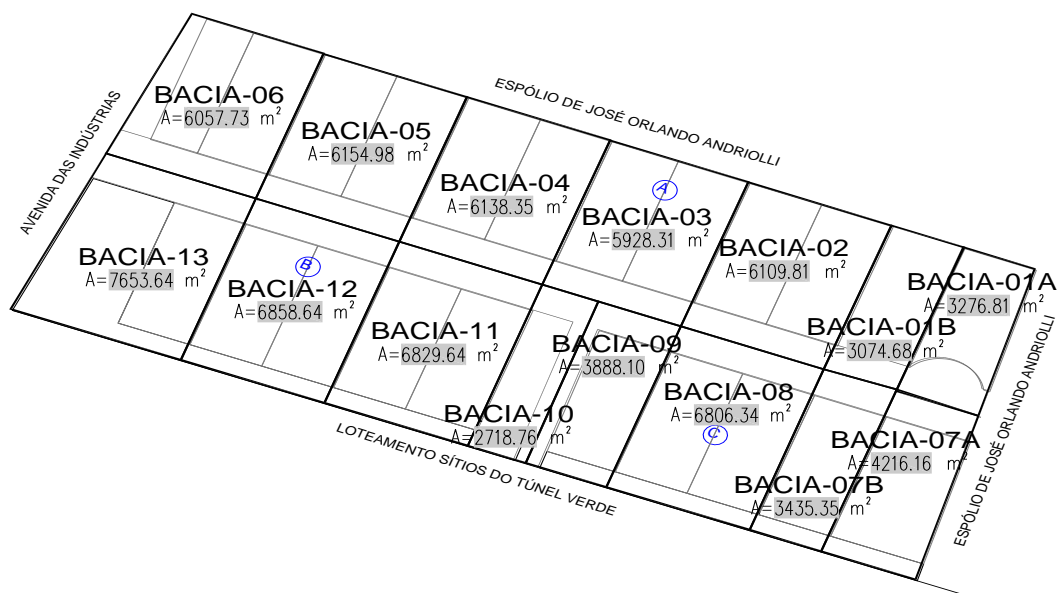 ESPÓLIO DE JOSÉ ORLANDO ANDRIOLLI
AVENIDA DAS INDÚSTRIAS
BACIA-06
A=6057.73 m²
BACIA-05
A=6154.98 m²
BACIA-04
A=6138.35 m²
A
BACIA-03
A=5928.31 m²
BACIA-02
A=6109.81 m²
BACIA-01A
A=3276.81 m²
BACIA-01B
A=3074.68 m²
BACIA-13
A=7653.64 m²
B
BACIA-12
A=6858.64 m²
BACIA-11
A=6829.64 m²
BACIA-09
A=3888.10 m²
BACIA-08
A=6806.34 m²
C
BACIA-10
A=2718.76 m²
BACIA-07A
A=4216.16 m²
BACIA-07B
A=3435.35 m²
LOTEAMENTO SÍTIOS DO TÚNEL VERDE
ESPÓLIO DE JOSÉ ORLANDO ANDRIOLLI